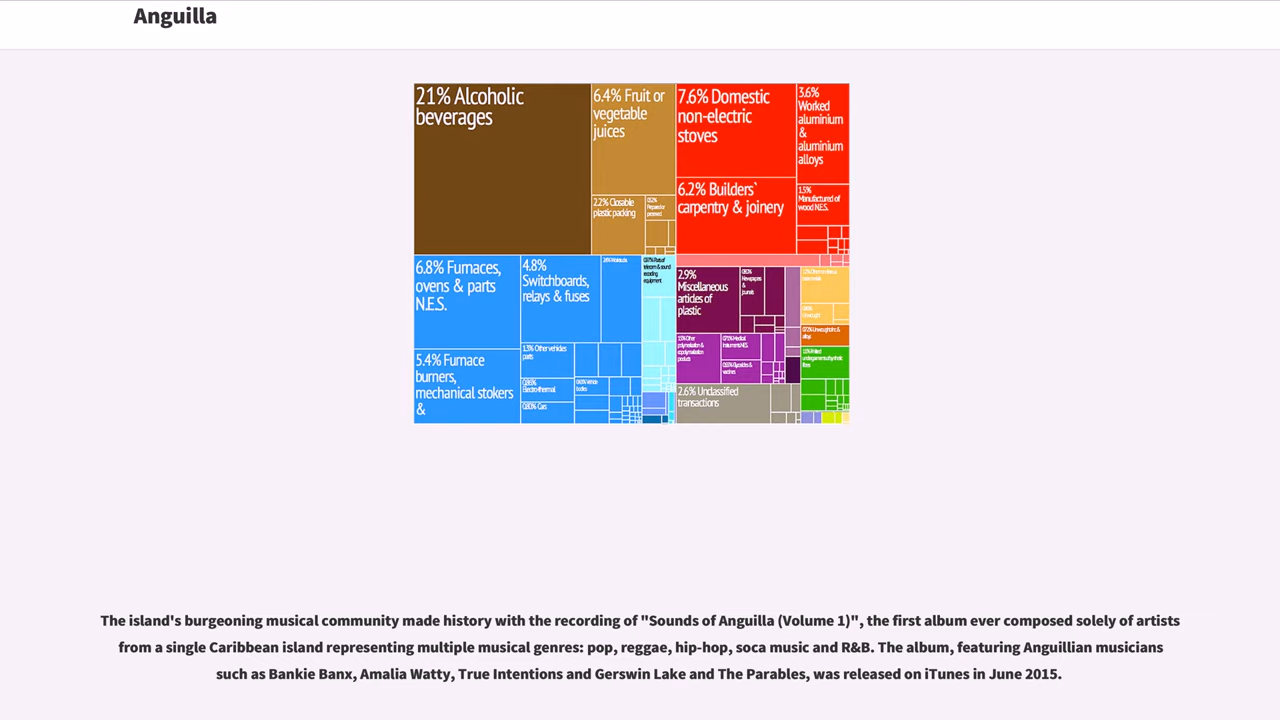 Anguilla
21% Alcoholic
beverages
6.4% Fruit or
vegetable
juices
2.2% Closable
plastic packing
7.6% Domestic
non-electric
stoves
3.6%
Worked
aluminium
&
aluminium
alloys
6.2% Builders`
carpentry & joinery
1.5%
Manufactured of
wood N.E.S.
6.8% Furnaces,
ovens & parts
N.E.S.
4.8%
Switchboards,
relays & fuses
5.4% Furnace
burners,
mechanical stokers
&
1.3% Other vehicles
parts
Electro-thermal
0.80% Cars
2.9%
Miscellaneous
articles of
plastic
2.6% Unclassified
transactions
The island's burgeoning musical community made history with the recording of "Sounds of Anguilla (Volume 1)", the first album ever composed solely of artists
from a single Caribbean island representing multiple musical genres: pop, reggae, hip-hop, soca music and R&B. The album, featuring Anguillian musicians
such as Bankie Banx, Amalia Watty, True Intentions and Gerswin Lake and The Parables, was released on iTunes in June 2015.